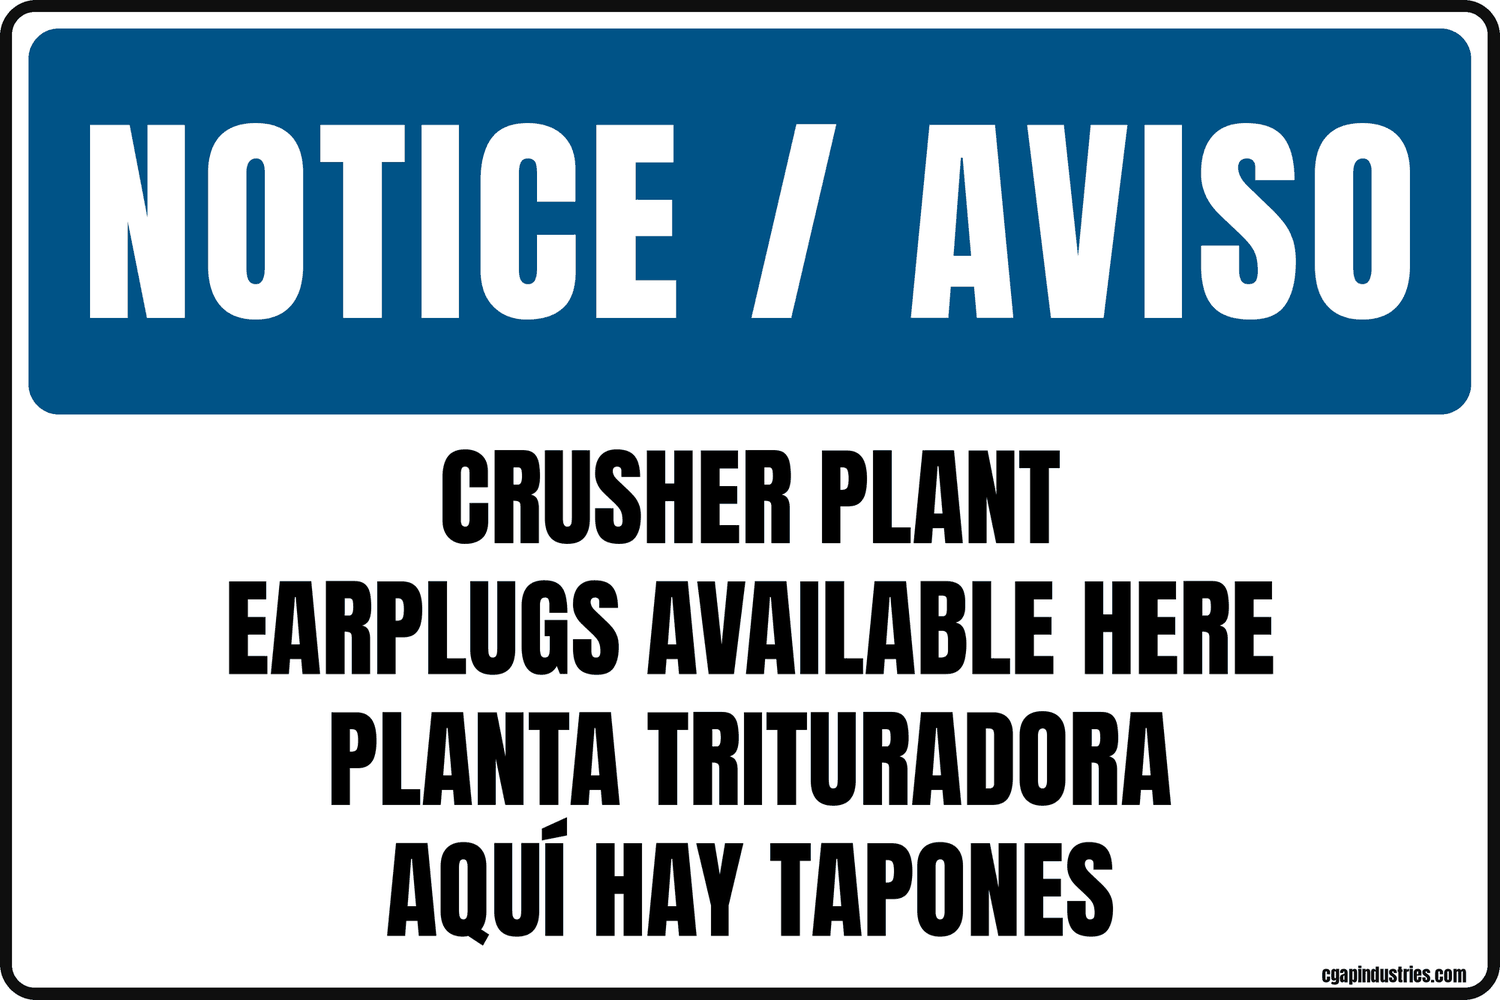 NOTICE / AVISO
CRUSHER PLANT
EARPLUGS AVAILABLE HERE
PLANTA TRITURADORA
AQUÍ HAY TAPONES
cgapindustries.com